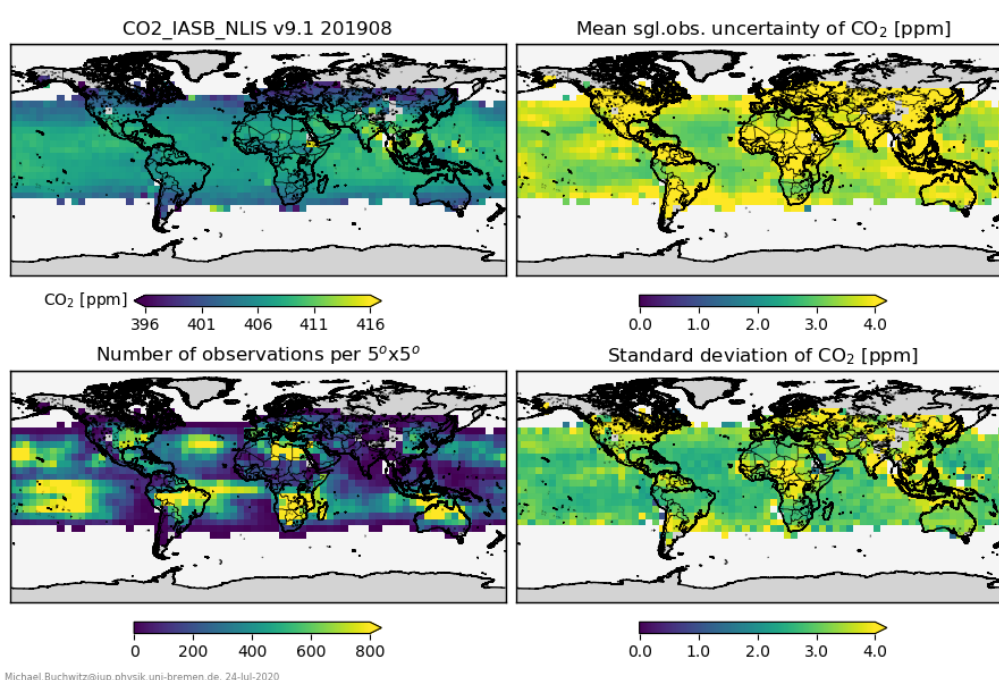 CO2_IASB_NLIS v9.1 201908
Mean sgl.obs. uncertainty of CO₂ [ppm]
CO₂ [ppm]
396 401 406 411 416
0.0 1.0 2.0 3.0 4.0
Number of observations per 5ᵒx5ᵒ
Standard deviation of CO₂ [ppm]
0 200 400 600 800
0.0 1.0 2.0 3.0 4.0
Michael.Buchwitz@iup.physik.uni-bremen.de, 24-Jul-2020